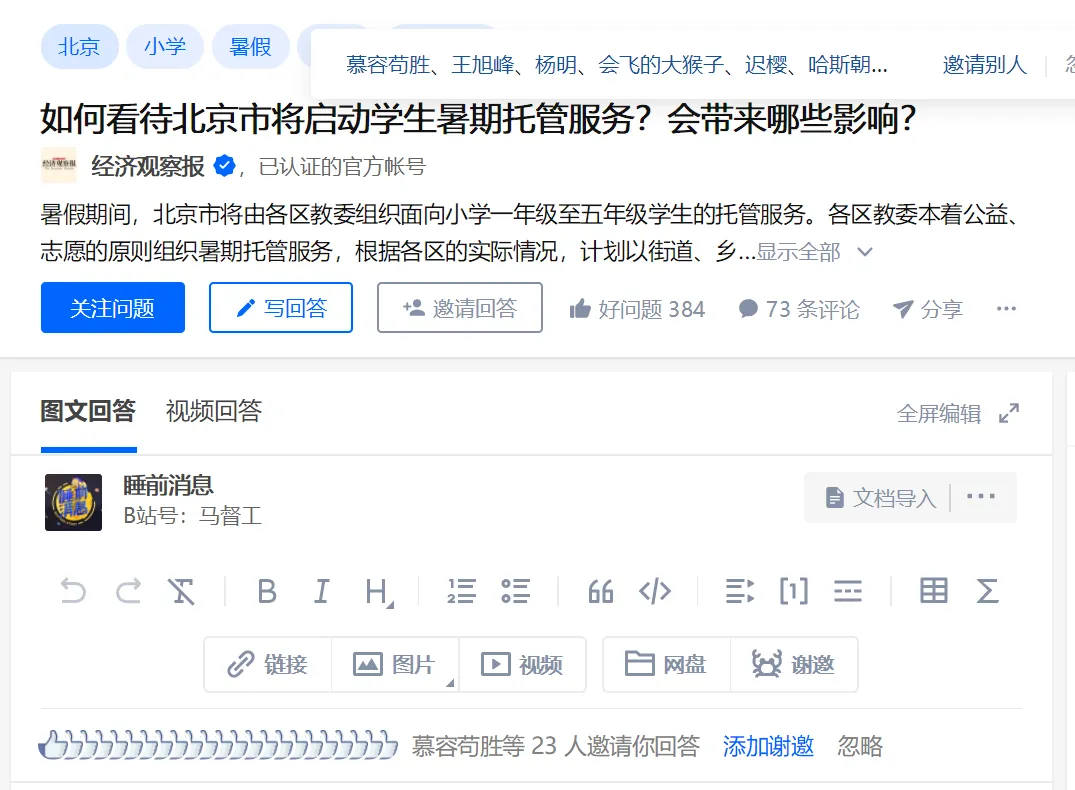 北京
小学
暑假
慕容苟胜、王旭峰、杨明、会飞的大猴子、迟樱、哈斯朝...
邀请别人
如何看待北京市将启动学生暑期托管服务？会带来哪些影响？
经济观察报
经济观察报 ，已认证的官方帐号
暑假期间，北京市将由各区教委组织面向小学一年级至五年级学生的托管服务。各区教委本着公益、
志愿的原则组织暑期托管服务，根据各区的实际情况，计划以街道、乡...显示全部
关注问题
写回答
邀请回答
好问题 384
73 条评论
分享
图文回答
视频回答
全屏编辑
睡前消息
睡前消息
B站号：马督工
文档导入
B I H
链接
图片
视频
网盘
谢邀
慕容苟胜等 23 人邀请你回答
添加谢邀
忽略